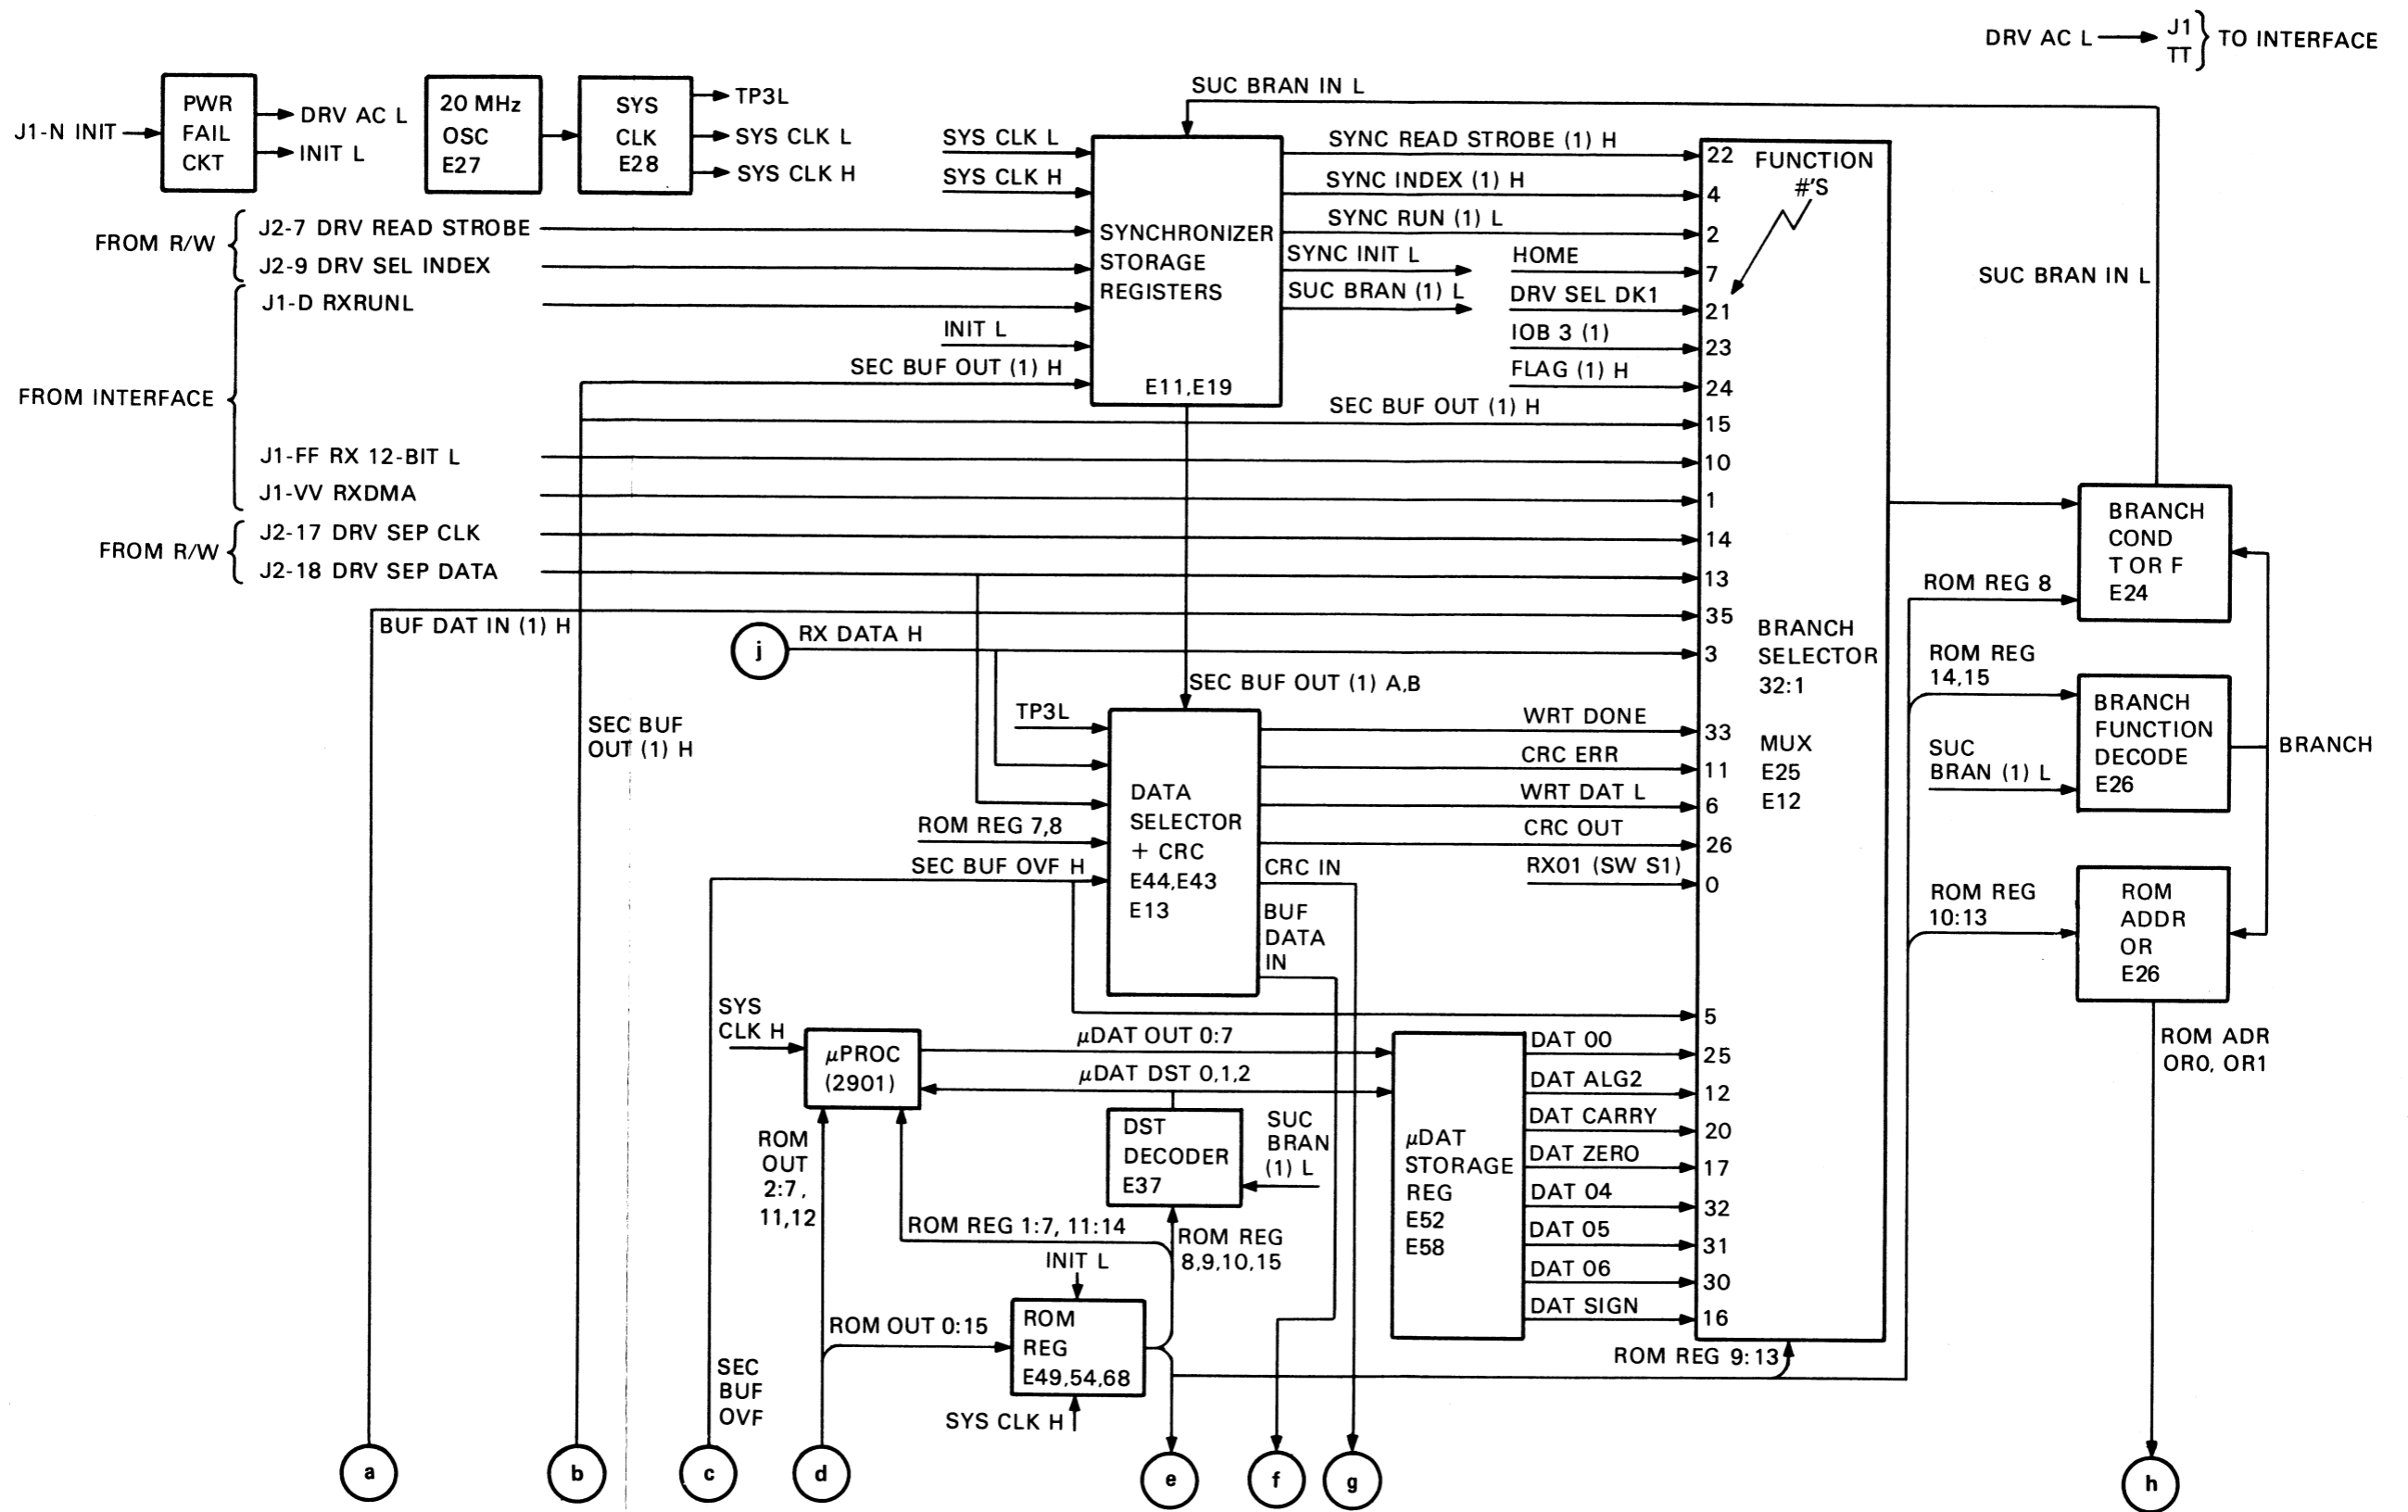 DRV AC L
J1
TT
TO INTERFACE
J1-N INIT
PWR
FAIL
CKT
DRV AC L
INIT L
20 MHz
OSC
E27
SYS
CLK
E28
TP3L
SYS CLK L
SYS CLK H
SUC BRAN IN L
SYS CLK L
SYS CLK H
FROM R/W
J2-7 DRV READ STROBE
J2-9 DRV SEL INDEX
J1-D RXRUNL
INIT L
SEC BUF OUT (1) H
SYNCHRONIZER
STORAGE
REGISTERS
E11,E19
SYNC READ STROBE (1) H
SYNC INDEX (1) H
SYNC RUN (1) L
SYNC INIT L
SUC BRAN (1) L
HOME
DRV SEL DK1
IOB 3 (1)
FLAG (1) H
SEC BUF OUT (1) H
FROM INTERFACE
J1-FF RX 12-BIT L
J1-VV RXDMA
FROM R/W
J2-17 DRV SEP CLK
J2-18 DRV SEP DATA
BUF DAT IN (1) H
j
RX DATA H
SEC BUF OUT (1) A,B
SEC BUF
OUT (1) H
22
4
2
7
21
23
24
15
10
1
14
13
35
3
33
11
6
26
0
5
25
12
20
17
32
31
30
16
FUNCTION
#'S
BRANCH
SELECTOR
32:1
MUX
E25
E12
SUC BRAN IN L
BRANCH
COND
T OR F
E24
ROM REG 8
ROM REG
14,15
BRANCH
FUNCTION
DECODE
E26
SUC
BRAN (1) L
BRANCH
ROM REG
10:13
ROM
ADDR
OR
E26
ROM ADR
OR0, OR1
TP3L
ROM REG 7,8
SEC BUF OVF H
DATA
SELECTOR
+ CRC
E44,E43
E13
WRT DONE
CRC ERR
WRT DAT L
CRC OUT
RX01 (SW S1)
CRC IN
BUF
DATA
IN
SYS
CLK H
μPROC
(2901)
μDAT OUT 0:7
μDAT DST 0,1,2
DST
DECODER
E37
SUC
BRAN
(1) L
μDAT
STORAGE
REG
E52
E58
DAT 00
DAT ALG2
DAT CARRY
DAT ZERO
DAT 04
DAT 05
DAT 06
DAT SIGN
ROM
OUT
2:7,
11,12
ROM REG 1:7, 11:14
ROM REG
8,9,10,15
INIT L
ROM OUT 0:15
ROM
REG
E49,54,68
SYS CLK H
ROM REG 9:13
SEC
BUF
OVF
a
b
c
d
e
f
g
h